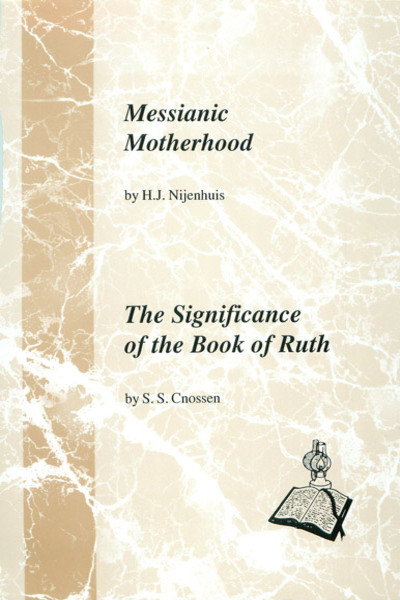 Messianic
Motherhood
by H.J. Nijenhuis
The Significance
of the Book of Ruth
by S. S. Cnossen